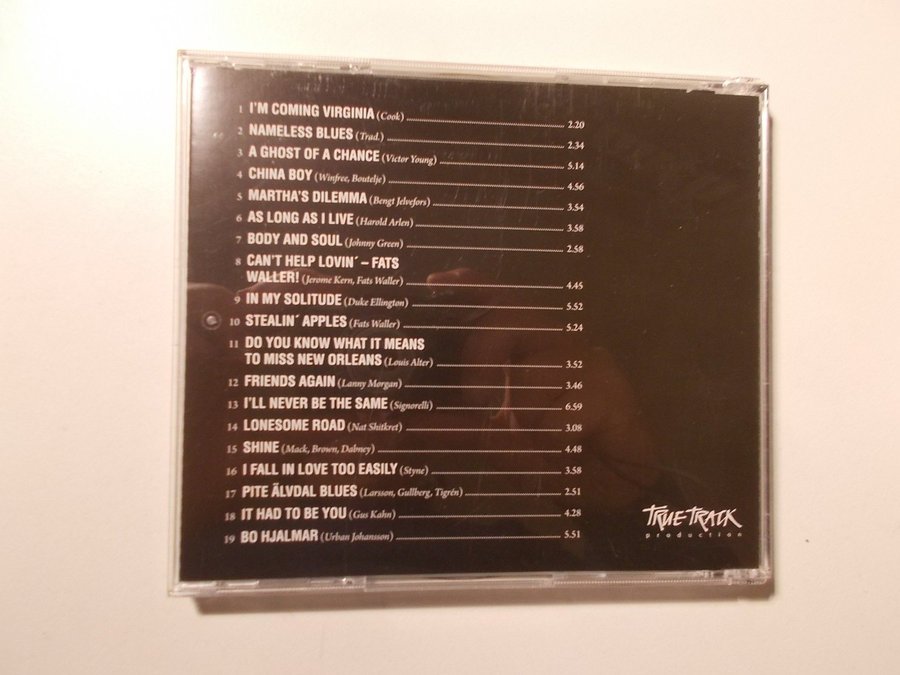 1 I'M COMING VIRGINIA (Cook) 2.20
2 NAMELESS BLUES (Trad.) 2.34
3 A GHOST OF A CHANCE (Victor Young) 5.14
4 CHINA BOY (Winfree, Boutelje) 4.56
5 MARTHA'S DILEMMA (Bengt Jelvefors) 3.54
6 AS LONG AS I LIVE (Harold Arlen) 3.58
7 BODY AND SOUL (Johnny Green) 2.58
8 CAN'T HELP LOVIN´ – FATS
WALLER! (Jerome Kern, Fats Waller) 4.45
9 IN MY SOLITUDE (Duke Ellington) 5.52
10 STEALIN´ APPLES (Fats Waller) 5.24
11 DO YOU KNOW WHAT IT MEANS
TO MISS NEW ORLEANS (Louis Alter) 3.52
12 FRIENDS AGAIN (Lanny Morgan) 3.46
13 I'LL NEVER BE THE SAME (Signorelli) 6.59
14 LONESOME ROAD (Nat Shitkret) 3.08
15 SHINE (Mack, Brown, Dabney) 4.48
16 I FALL IN LOVE TOO EASILY (Styne) 3.58
17 PITE ÄLVDAL BLUES (Larsson, Gullberg, Tigrén) 2.51
18 IT HAD TO BE YOU (Gus Kahn) 4.28
19 BO HJALMAR (Urban Johansson) 5.51
TRUE TRACK
production